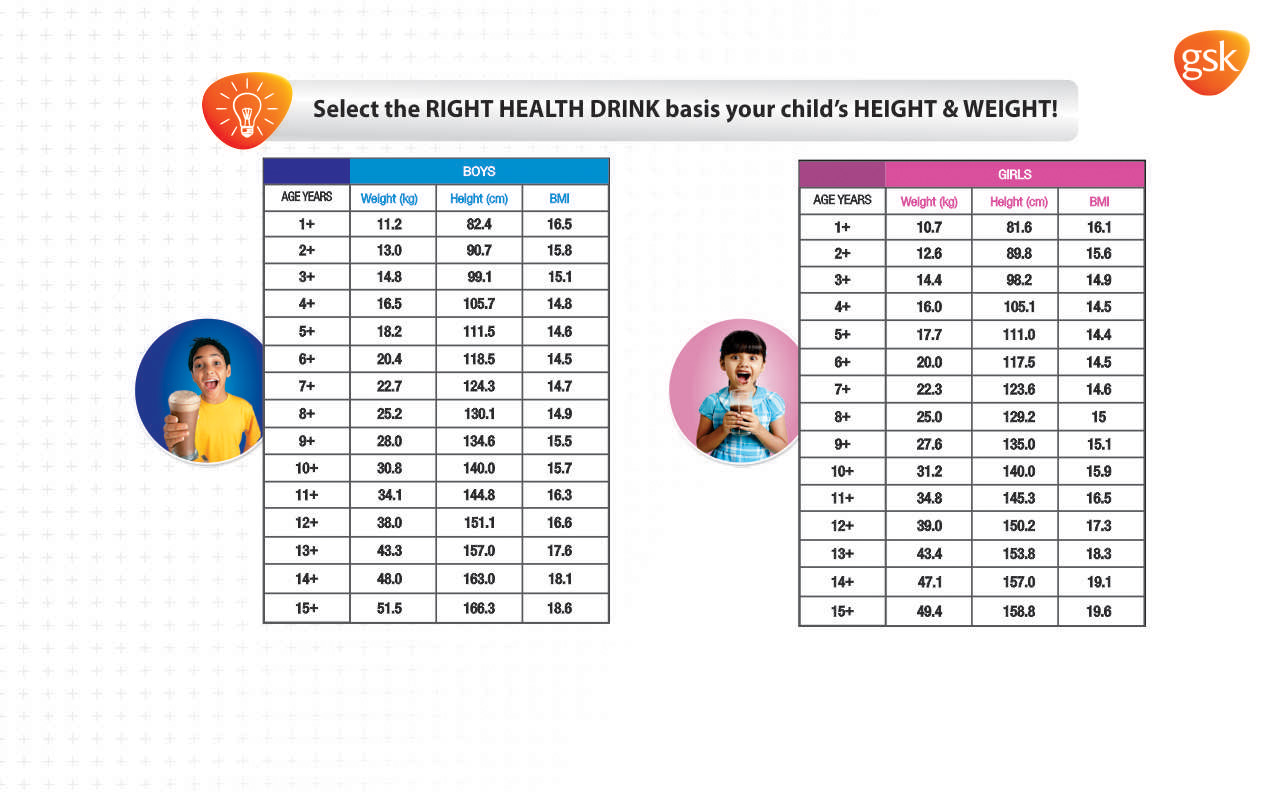 gsk
Select the RIGHT HEALTH DRINK basis your child's HEIGHT & WEIGHT!
BOYS
AGE YEARS Weight (kg) Height (cm) BMI
1+ 11.2 82.4 16.5
2+ 13.0 90.7 15.8
3+ 14.8 99.1 15.1
4+ 16.5 105.7 14.8
5+ 18.2 111.5 14.6
6+ 20.4 118.5 14.5
7+ 22.7 124.3 14.7
8+ 25.2 130.1 14.9
9+ 28.0 134.6 15.5
10+ 30.8 140.0 15.7
11+ 34.1 144.8 16.3
12+ 38.0 151.1 16.6
13+ 43.3 157.0 17.6
14+ 48.0 163.0 18.1
15+ 51.5 166.3 18.6
GIRLS
AGE YEARS Weight (kg) Height (cm) BMI
1+ 10.7 81.6 16.1
2+ 12.6 89.8 15.6
3+ 14.4 98.2 14.9
4+ 16.0 105.1 14.5
5+ 17.7 111.0 14.4
6+ 20.0 117.5 14.5
7+ 22.3 123.6 14.6
8+ 25.0 129.2 15
9+ 27.6 135.0 15.1
10+ 31.2 140.0 15.9
11+ 34.8 145.3 16.5
12+ 39.0 150.2 17.3
13+ 43.4 153.8 18.3
14+ 47.1 157.0 19.1
15+ 49.4 158.8 19.6